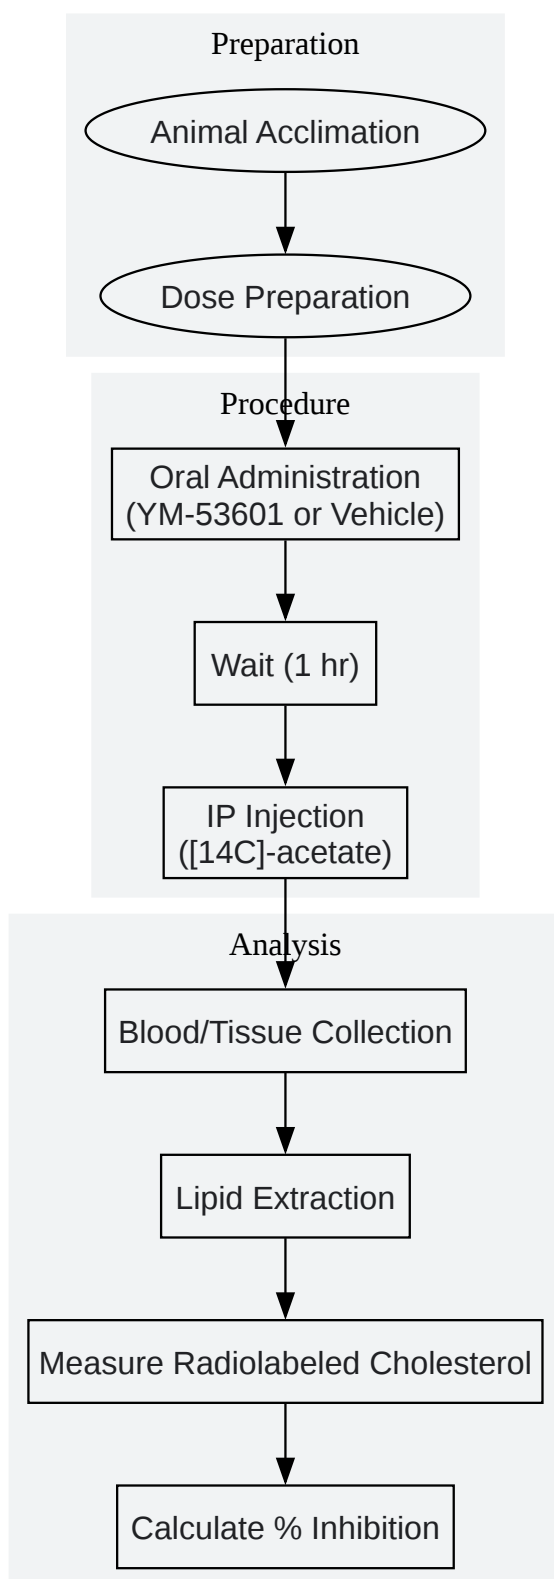 Preparation
Animal Acclimation
Dose Preparation
Procedure
Oral Administration
(YM-53601 or Vehicle)
Wait (1 hr)
IP Injection
([14C]-acetate)
Analysis
Blood/Tissue Collection
Lipid Extraction
Measure Radiolabeled Cholesterol
Calculate % Inhibition